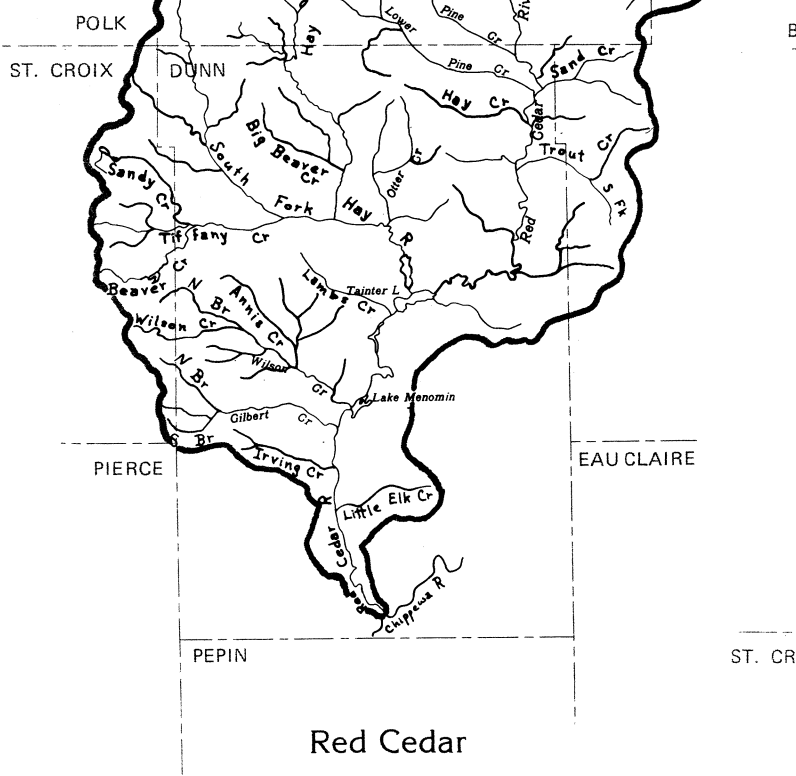 POLK
Hay
Lower
Pine Cr
Riv
B
ST. CROIX
DUNN
Pine Cr
Sand Cr
Hay Cr
Cedar
Big Beaver
Cr
South
Fork
Otter Cr
Trout Cr
S Fk
Sandy Cr
Hay
R
Red
Tiffany Cr
Beaver Cr
N
Br
Annis Cr
Lambs Cr
Tainter L
Wilson Cr
Wilson Cr
N Br
Lake Menomin
Gilbert Cr
S Br
PIERCE
Irving Cr
EAU CLAIRE
Little Elk Cr
R
Cedar
Red
Chippewa R
PEPIN
ST. CR
Red Cedar